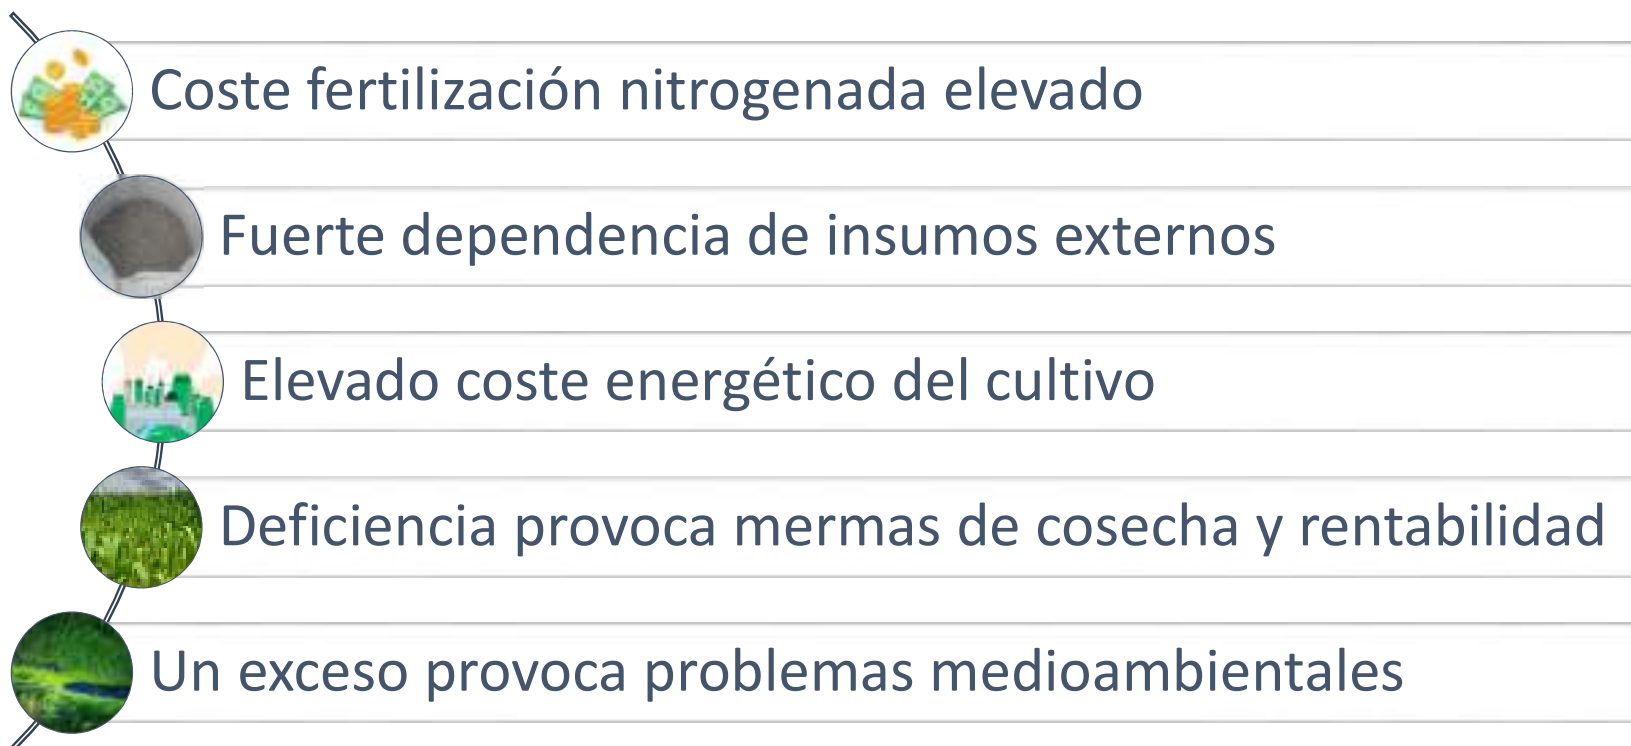 Coste fertilización nitrogenada elevado
Fuerte dependencia de insumos externos
Elevado coste energético del cultivo
Deficiencia provoca mermas de cosecha y rentabilidad
Un exceso provoca problemas medioambientales